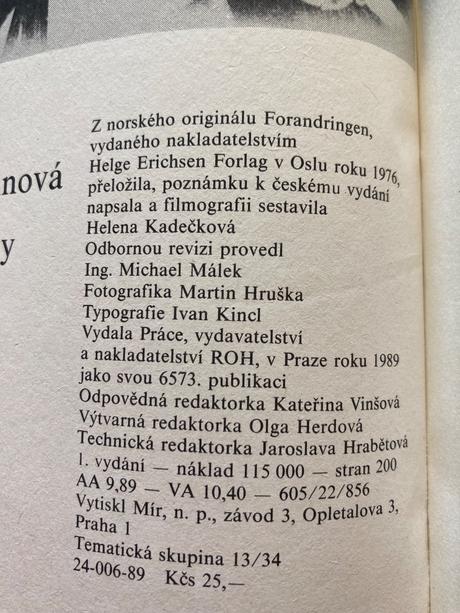 nová
y
Z norského originálu Forandringen,
vydaného nakladatelstvím
Helge Erichsen Forlag v Oslu roku 1976,
přeložila, poznámku k českému vydání
napsala a filmografii sestavila
Helena Kadečková
Odbornou revizi provedl
Ing. Michael Málek
Fotografika Martin Hruška
Typografie Ivan Kincl
Vydala Práce, vydavatelství
a nakladatelství ROH, v Praze roku 1989
jako svou 6573. publikaci
Odpovědná redaktorka Kateřina Vinšová
Výtvarná redaktorka Olga Herdová
Technická redaktorka Jaroslava Hrabětová
1. vydání — náklad 115 000 — stran 200
AA 9,89 — VA 10,40 — 605/22/856
Vytiskl Mír, n. p., závod 3, Opletalova 3,
Praha 1
Tematická skupina 13/34
24-006-89 Kčs 25,—